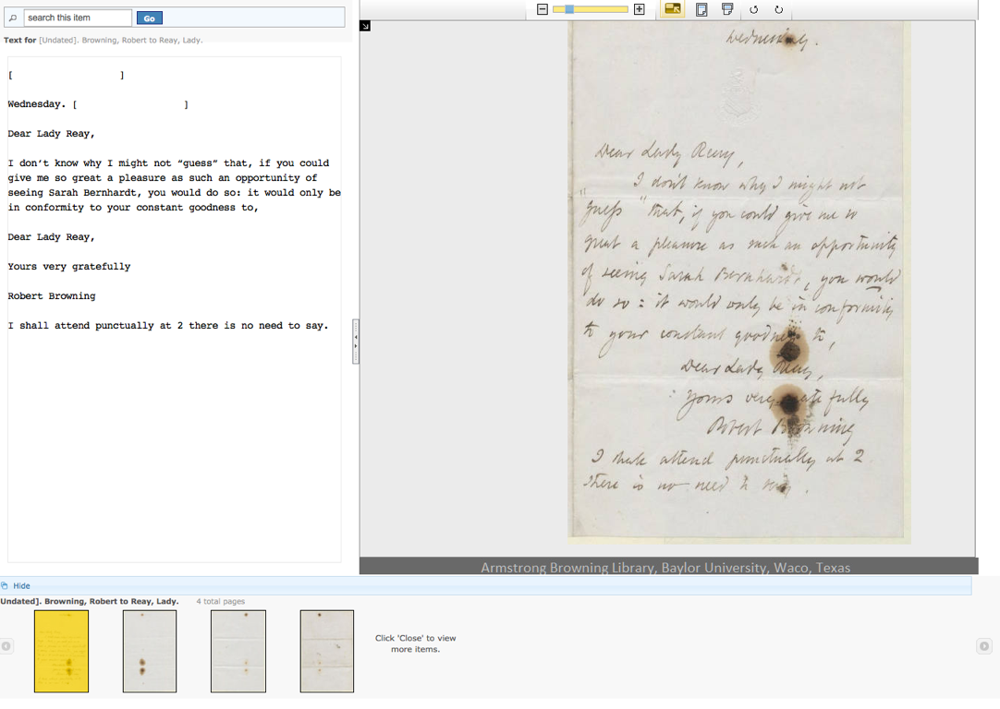 search this item
Go
Text for [Undated]. Browning, Robert to Reay, Lady.
[ ]
Wednesday. [ ]
Dear Lady Reay,
I don't know why I might not “guess” that, if you could
give me so great a pleasure as such an opportunity of
seeing Sarah Bernhardt, you would do so: it would only be
in conformity to your constant goodness to,
Dear Lady Reay,
Yours very gratefully
Robert Browning
I shall attend punctually at 2 there is no need to say.
Wednesday.
Dear Lady Reay,
I don't know why I might not
"guess" that, if you could give me so
great a pleasure as such an opportunity
of seeing Sarah Bernhardt, you would
do so: it would only be in conformity
to your constant goodness to,
Dear Lady Reay,
Yours very gratefully
Robert Browning
I shall attend punctually at 2
there is no need to say.
Armstrong Browning Library, Baylor University, Waco, Texas
Hide
Undated]. Browning, Robert to Reay, Lady. 4 total pages
Click 'Close' to view
more items.